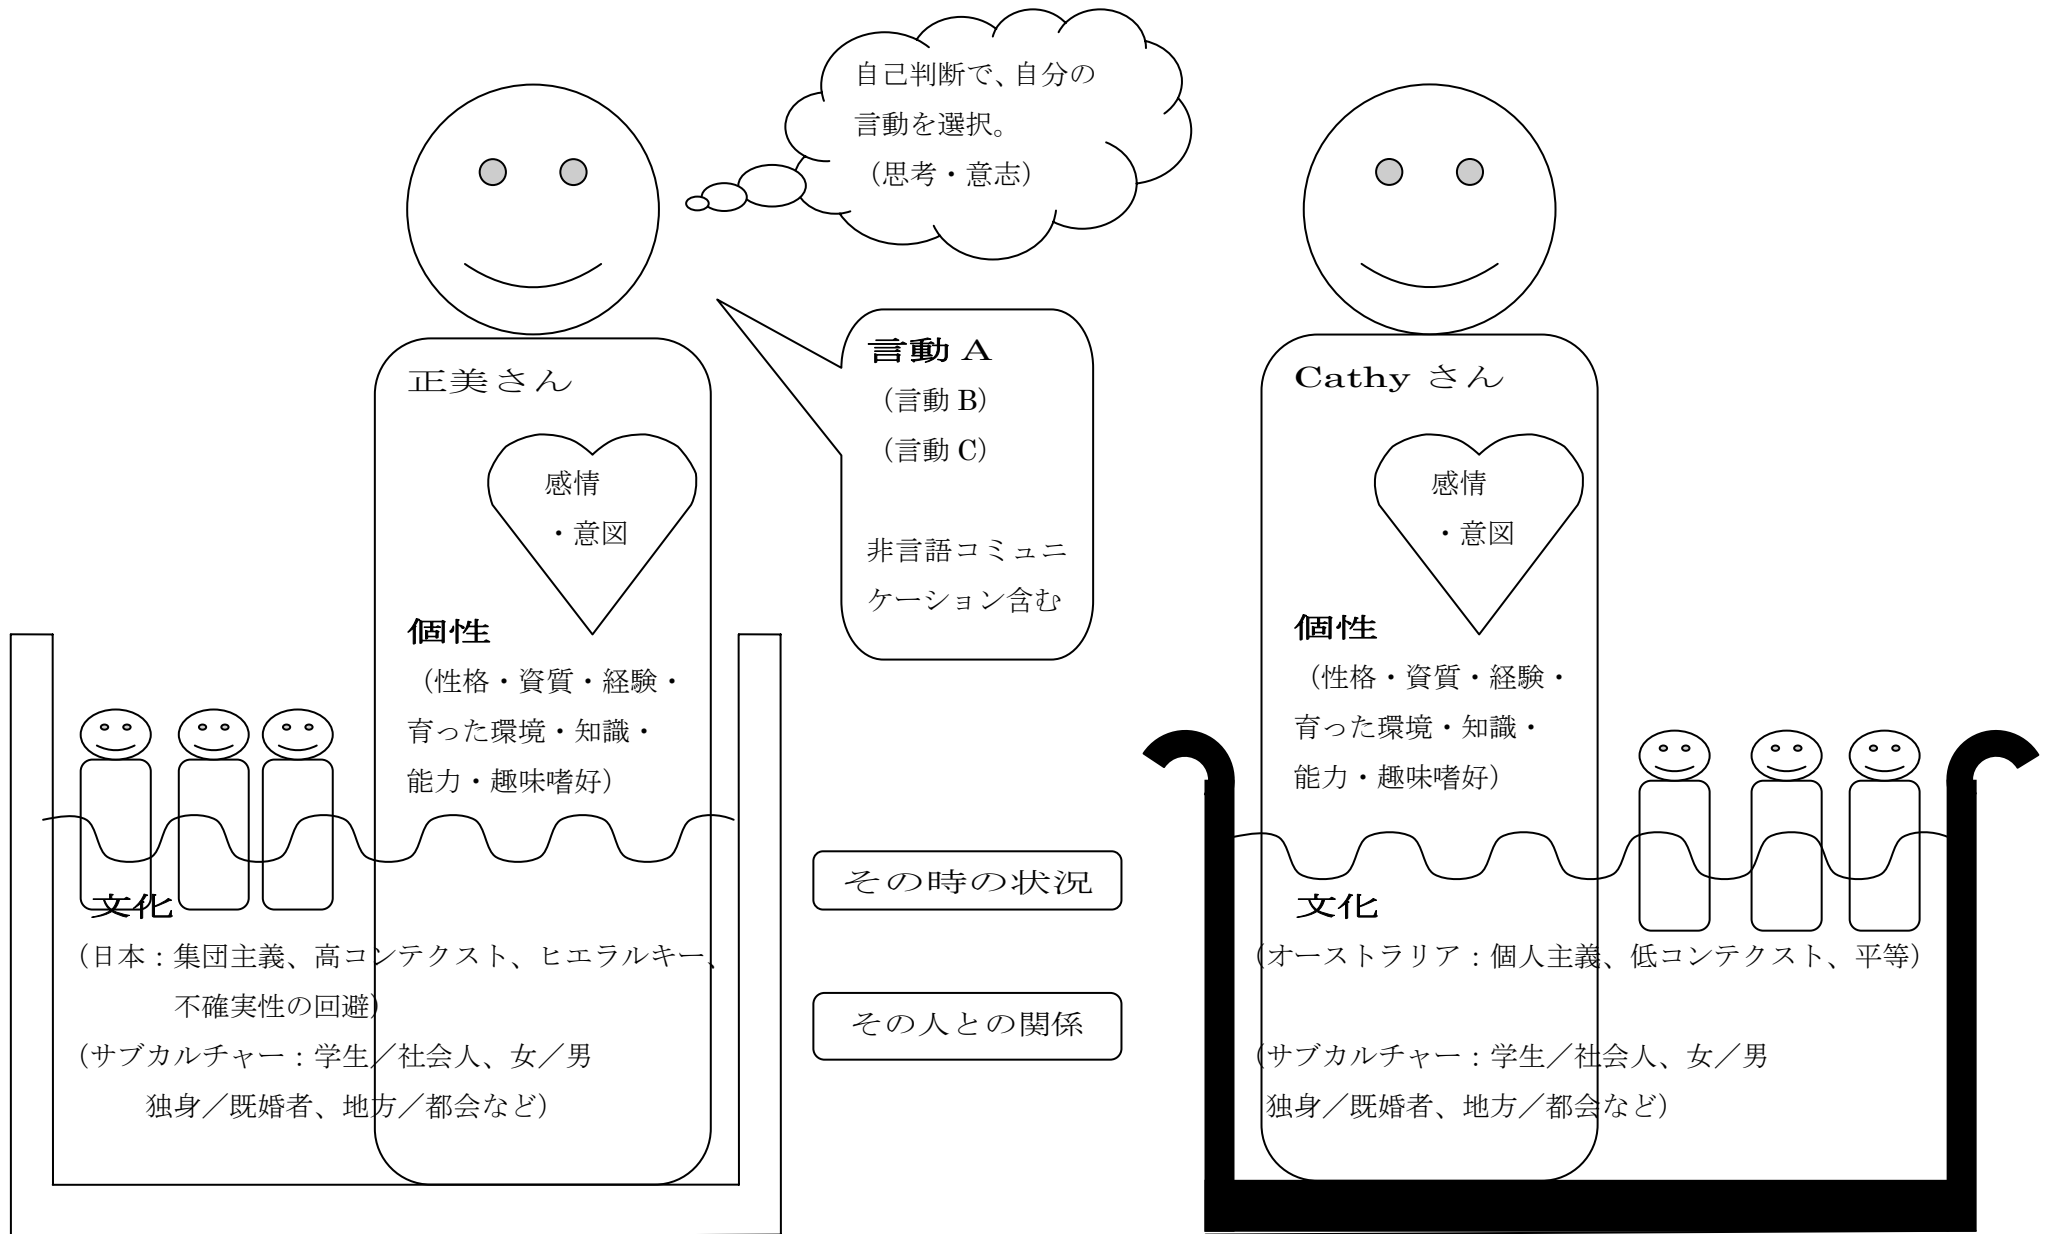 自己判断で、自分の
言動を選択。
（思考・意志）
言動 A
（言動 B）
（言動 C）
非言語コミュニ
ケーション含む
正美さん
感情
・意図
個性
（性格・資質・経験・
育った環境・知識・
能力・趣味嗜好）
文化
（日本：集団主義、高コンテクスト、ヒエラルキー、
不確実性の回避）
（サブカルチャー：学生／社会人、女／男
独身／既婚者、地方／都会など）
その時の状況
その人との関係
Cathy さん
感情
・意図
個性
（性格・資質・経験・
育った環境・知識・
能力・趣味嗜好）
文化
（オーストラリア：個人主義、低コンテクスト、平等）
（サブカルチャー：学生／社会人、女／男
独身／既婚者、地方／都会など）